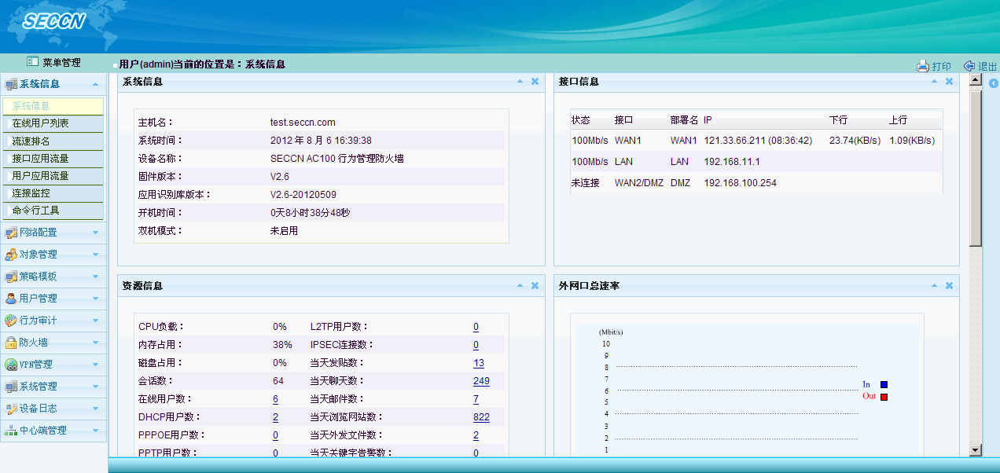 SECCN
菜单管理
用户(admin)当前的位置是：系统信息
打印
退出
系统信息
系统信息
在线用户列表
流速排名
接口应用流量
用户应用流量
连接监控
命令行工具
网络配置
对象管理
策略模板
用户管理
行为审计
防火墙
VPN管理
系统管理
设备日志
中心端管理
系统信息
主机名： test.seccn.com
系统时间： 2012 年 8 月 6 16:39:38
设备名称： SECCN AC100 行为管理防火墙
固件版本： V2.6
应用识别库版本： V2.6-20120509
开机时间： 0天8小时38分48秒
双机模式： 未启用
接口信息
状态 接口 部署名 IP 下行 上行
100Mb/s WAN1 WAN1 121.33.66.211 (08:36:42) 23.74(KB/s) 1.09(KB/s)
100Mb/s LAN LAN 192.168.11.1
未连接 WAN2/DMZ DMZ 192.168.100.254
资源信息
CPU负载： 0% L2TP用户数： 0
内存占用： 38% IPSEC连接数： 0
磁盘占用： 0% 当天发贴数： 13
会话数： 64 当天聊天数： 249
在线用户数： 6 当天邮件数： 7
DHCP用户数： 2 当天浏览网站数： 822
PPPOE用户数： 0 当天外发文件数： 2
PPTP用户数： 0 当天关键字告警数： 0
外网口总速率
(Mbit/s)
10
9
8
7
6
5
4
3
2
1
In
Out